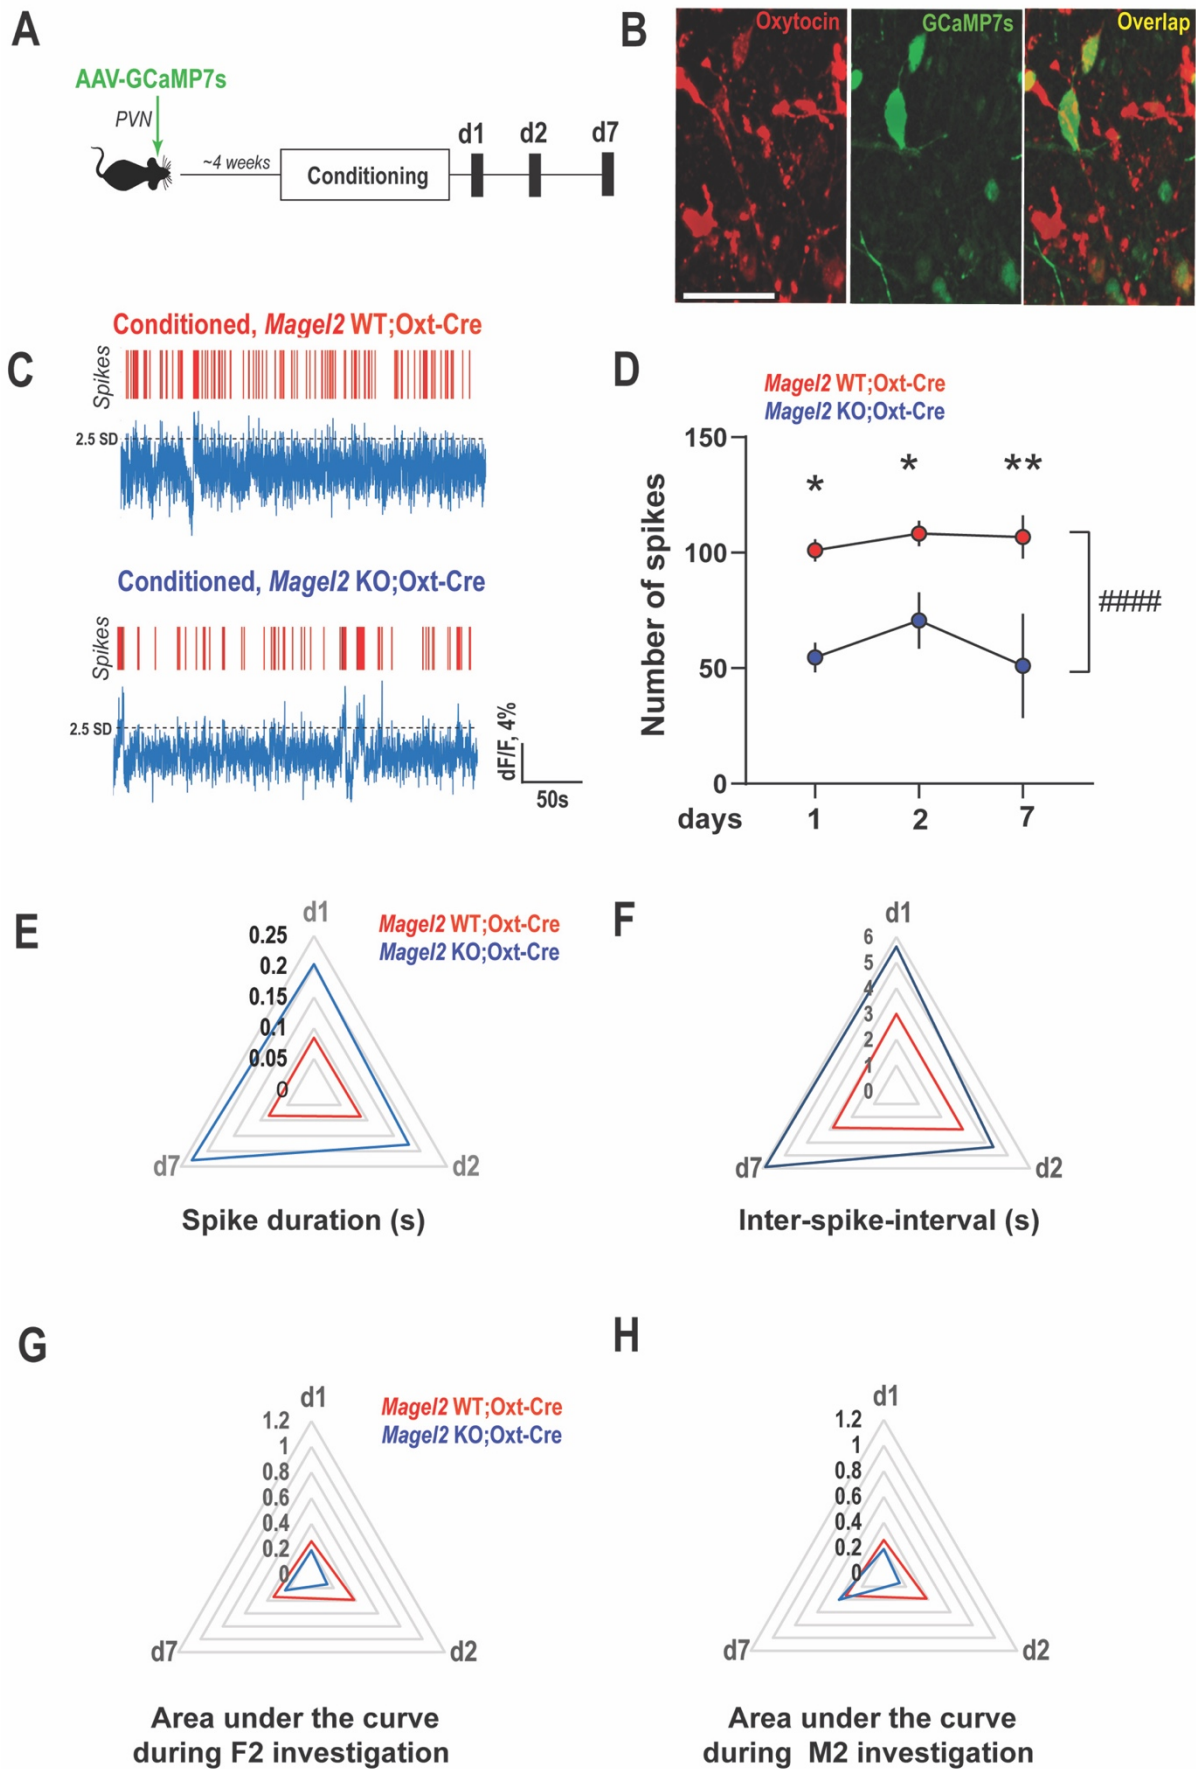 A
AAV-GCaMP7s
PVN
~4 weeks
Conditioning
d1
d2
d7
B
Oxytocin
GCaMP7s
Overlap
C
Conditioned, Magel2 WT;Oxt-Cre
Spikes
2.5 SD
Conditioned, Magel2 KO;Oxt-Cre
Spikes
2.5 SD
dF/F, 4%
50s
D
Magel2 WT;Oxt-Cre
Magel2 KO;Oxt-Cre
Number of spikes
150
100
50
0
*
*
**
####
days
1
2
7
E
d1
Magel2 WT;Oxt-Cre
Magel2 KO;Oxt-Cre
0.25
0.2
0.15
0.1
0.05
0
d7
d2
Spike duration (s)
F
d1
6
5
4
3
2
1
0
d7
d2
Inter-spike-interval (s)
G
d1
Magel2 WT;Oxt-Cre
Magel2 KO;Oxt-Cre
1.2
1
0.8
0.6
0.4
0.2
0
d7
d2
Area under the curve
during F2 investigation
H
d1
1.2
1
0.8
0.6
0.4
0.2
0
d7
d2
Area under the curve
during M2 investigation